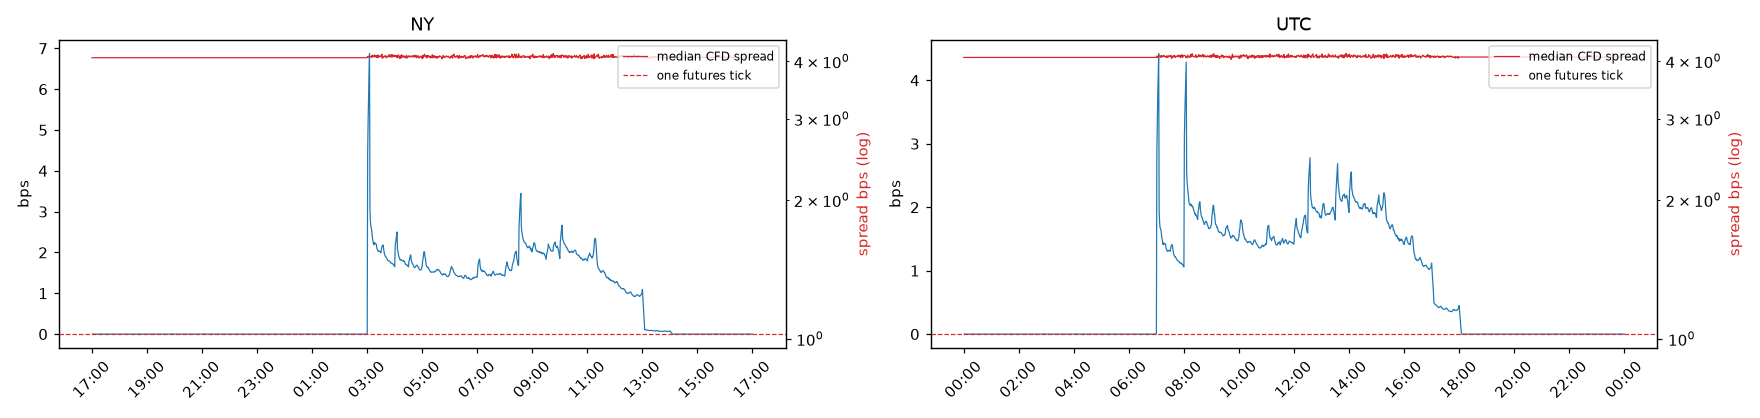 NY
7
6
5
4
3
2
1
0
bps
17:00
19:00
21:00
23:00
01:00
03:00
05:00
07:00
09:00
11:00
13:00
15:00
17:00
4 × 10⁰
3 × 10⁰
2 × 10⁰
10⁰
spread bps (log)
median CFD spread
one futures tick
UTC
4
3
2
1
0
bps
00:00
02:00
04:00
06:00
08:00
10:00
12:00
14:00
16:00
18:00
20:00
22:00
00:00
4 × 10⁰
3 × 10⁰
2 × 10⁰
10⁰
spread bps (log)
median CFD spread
one futures tick